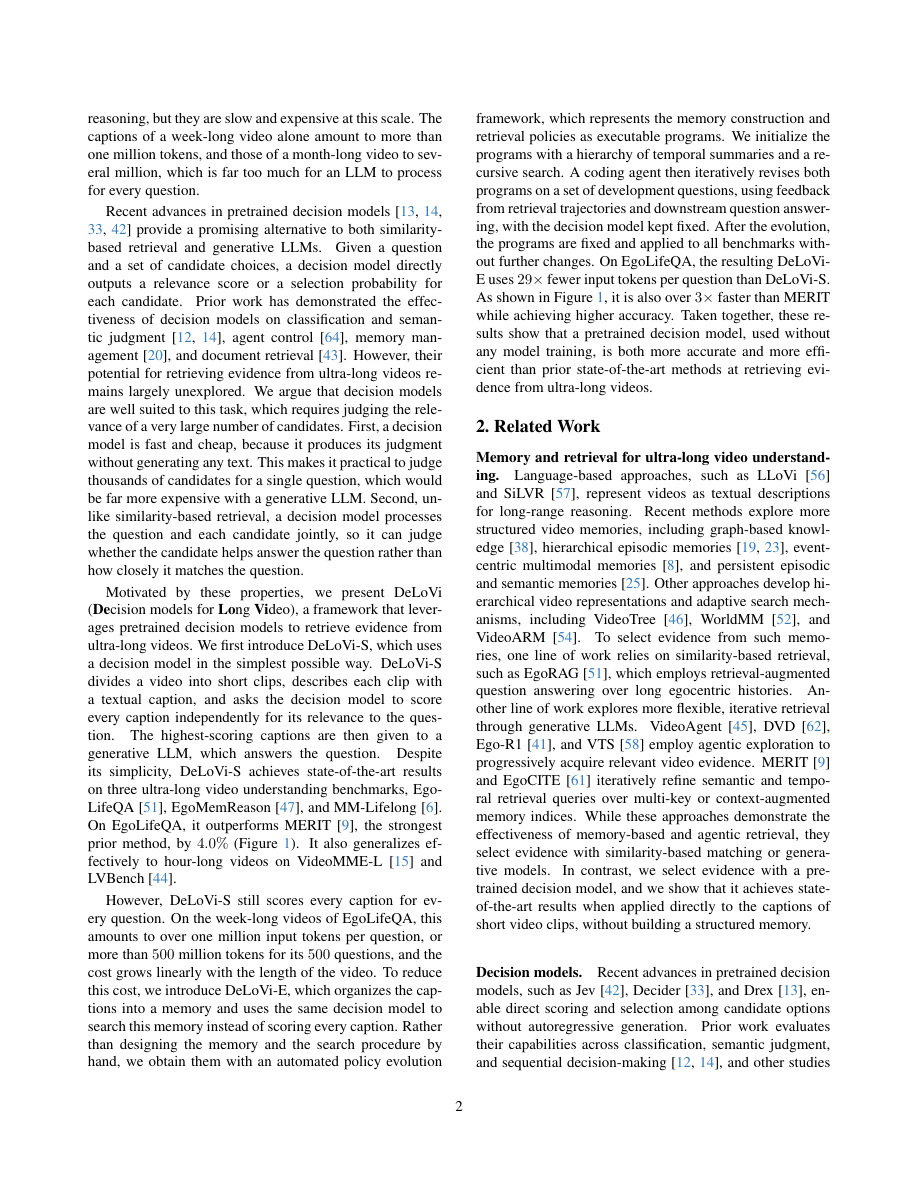 reasoning, but they are slow and expensive at this scale. The
captions of a week-long video alone amount to more than
one million tokens, and those of a month-long video to sev-
eral million, which is far too much for an LLM to process
for every question.
Recent advances in pretrained decision models [13, 14,
33, 42] provide a promising alternative to both similarity-
based retrieval and generative LLMs. Given a question
and a set of candidate choices, a decision model directly
outputs a relevance score or a selection probability for
each candidate. Prior work has demonstrated the effec-
tiveness of decision models on classification and seman-
tic judgment [12, 14], agent control [64], memory man-
agement [20], and document retrieval [43]. However, their
potential for retrieving evidence from ultra-long videos re-
mains largely unexplored. We argue that decision models
are well suited to this task, which requires judging the rele-
vance of a very large number of candidates. First, a decision
model is fast and cheap, because it produces its judgment
without generating any text. This makes it practical to judge
thousands of candidates for a single question, which would
be far more expensive with a generative LLM. Second, un-
like similarity-based retrieval, a decision model processes
the question and each candidate jointly, so it can judge
whether the candidate helps answer the question rather than
how closely it matches the question.
Motivated by these properties, we present DeLoVi
(Decision models for Long Video), a framework that lever-
ages pretrained decision models to retrieve evidence from
ultra-long videos. We first introduce DeLoVi-S, which uses
a decision model in the simplest possible way. DeLoVi-S
divides a video into short clips, describes each clip with
a textual caption, and asks the decision model to score
every caption independently for its relevance to the ques-
tion. The highest-scoring captions are then given to a
generative LLM, which answers the question. Despite
its simplicity, DeLoVi-S achieves state-of-the-art results
on three ultra-long video understanding benchmarks, Ego-
LifeQA [51], EgoMemReason [47], and MM-Lifelong [6].
On EgoLifeQA, it outperforms MERIT [9], the strongest
prior method, by 4.0% (Figure 1). It also generalizes ef-
fectively to hour-long videos on VideoMME-L [15] and
LVBench [44].
However, DeLoVi-S still scores every caption for ev-
ery question. On the week-long videos of EgoLifeQA, this
amounts to over one million input tokens per question, or
more than 500 million tokens for its 500 questions, and the
cost grows linearly with the length of the video. To reduce
this cost, we introduce DeLoVi-E, which organizes the cap-
tions into a memory and uses the same decision model to
search this memory instead of scoring every caption. Rather
than designing the memory and the search procedure by
hand, we obtain them with an automated policy evolution
framework, which represents the memory construction and
retrieval policies as executable programs. We initialize the
programs with a hierarchy of temporal summaries and a re-
cursive search. A coding agent then iteratively revises both
programs on a set of development questions, using feedback
from retrieval trajectories and downstream question answer-
ing, with the decision model kept fixed. After the evolution,
the programs are fixed and applied to all benchmarks with-
out further changes. On EgoLifeQA, the resulting DeLoVi-
E uses 29× fewer input tokens per question than DeLoVi-S.
As shown in Figure 1, it is also over 3× faster than MERIT
while achieving higher accuracy. Taken together, these re-
sults show that a pretrained decision model, used without
any model training, is both more accurate and more effi-
cient than prior state-of-the-art methods at retrieving evi-
dence from ultra-long videos.
2. Related Work
Memory and retrieval for ultra-long video understand-
ing. Language-based approaches, such as LLoVi [56]
and SiLVR [57], represent videos as textual descriptions
for long-range reasoning. Recent methods explore more
structured video memories, including graph-based knowl-
edge [38], hierarchical episodic memories [19, 23], event-
centric multimodal memories [8], and persistent episodic
and semantic memories [25]. Other approaches develop hi-
erarchical video representations and adaptive search mech-
anisms, including VideoTree [46], WorldMM [52], and
VideoARM [54]. To select evidence from such memo-
ries, one line of work relies on similarity-based retrieval,
such as EgoRAG [51], which employs retrieval-augmented
question answering over long egocentric histories. An-
other line of work explores more flexible, iterative retrieval
through generative LLMs. VideoAgent [45], DVD [62],
Ego-R1 [41], and VTS [58] employ agentic exploration to
progressively acquire relevant video evidence. MERIT [9]
and EgoCITE [61] iteratively refine semantic and tempo-
ral retrieval queries over multi-key or context-augmented
memory indices. While these approaches demonstrate the
effectiveness of memory-based and agentic retrieval, they
select evidence with similarity-based matching or genera-
tive models. In contrast, we select evidence with a pre-
trained decision model, and we show that it achieves state-
of-the-art results when applied directly to the captions of
short video clips, without building a structured memory.
Decision models. Recent advances in pretrained decision
models, such as Jev [42], Decider [33], and Drex [13], en-
able direct scoring and selection among candidate options
without autoregressive generation. Prior work evaluates
their capabilities across classification, semantic judgment,
and sequential decision-making [12, 14], and other studies
2